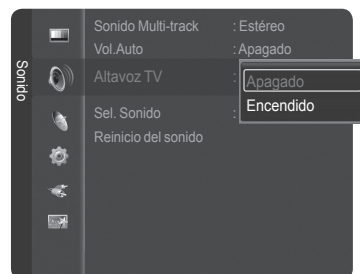 Sonido
Sonido Multi-track : Estéreo
Vol.Auto : Apagado
Altavoz TV : Apagado
Encendido
Sel. Sonido :
Reinicio del sonido